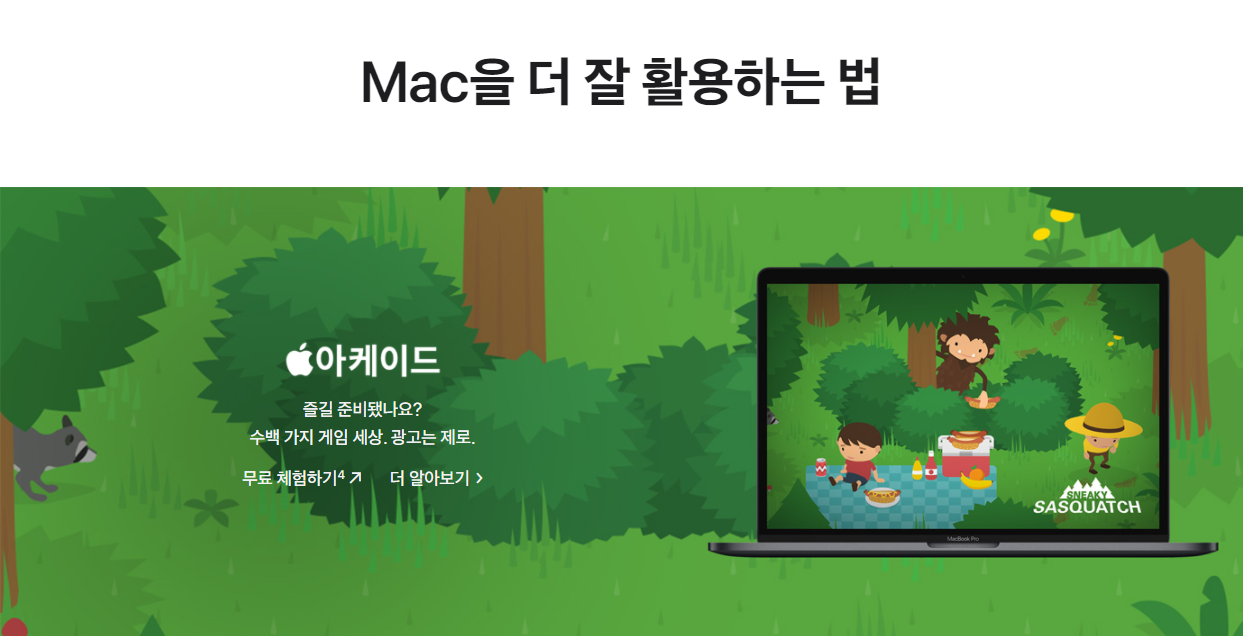 Mac을 더 잘 활용하는 법
아케이드
즐길 준비됐나요?
수백 가지 게임 세상. 광고는 제로.
무료 체험하기⁴ ↗ 더 알아보기 >
SNEAKY
SASQUATCH
MacBook Pro